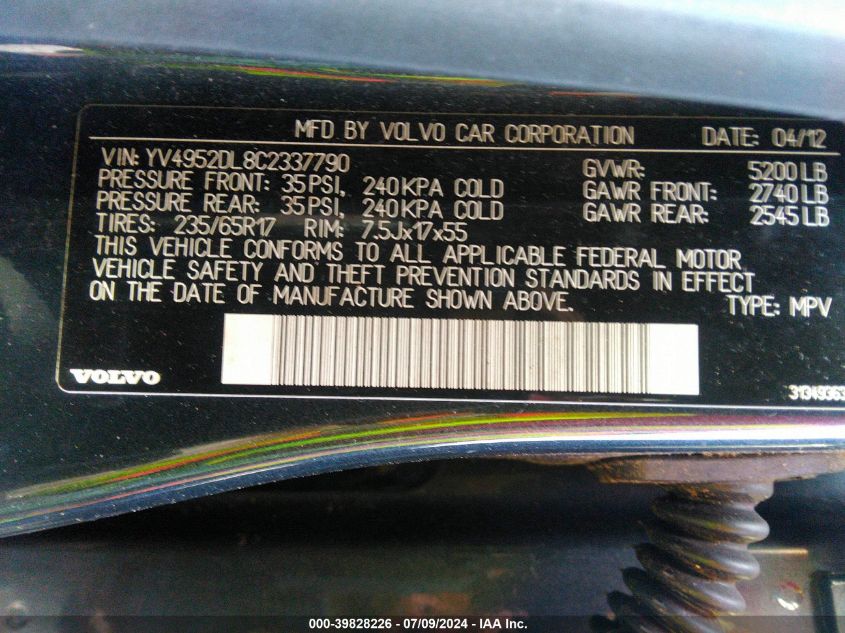 MFD BY VOLVO CAR CORPORATION DATE: 04/12
VIN: YV4952DL8C2337790 GVWR: 5200 LB
PRESSURE FRONT: 35 PSI, 240 KPA COLD GAWR FRONT: 2740 LB
PRESSURE REAR: 35 PSI, 240 KPA COLD GAWR REAR: 2545 LB
TIRES: 235/65R17 RIM: 7.5Jx17x55
THIS VEHICLE CONFORMS TO ALL APPLICABLE FEDERAL MOTOR
VEHICLE SAFETY AND THEFT PREVENTION STANDARDS IN EFFECT
ON THE DATE OF MANUFACTURE SHOWN ABOVE. TYPE: MPV
VOLVO 31349363
000-39828226 - 07/09/2024 - IAA Inc.